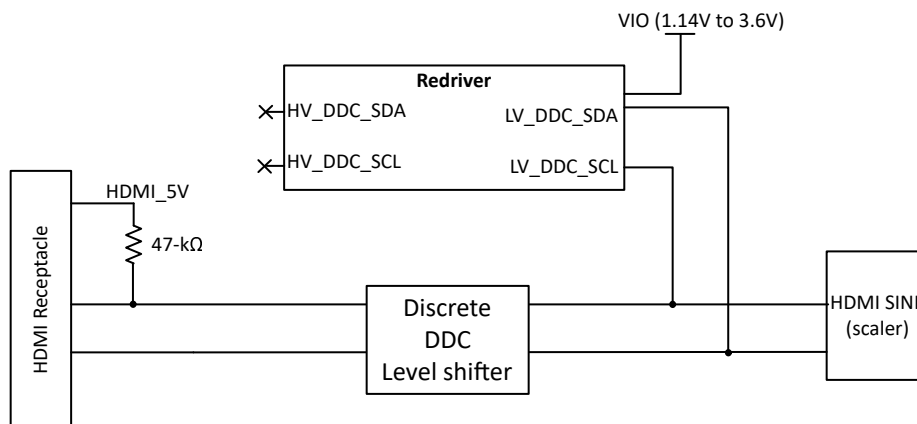 VIO (1.14V to 3.6V)
Redriver
HV_DDC_SDA
LV_DDC_SDA
HV_DDC_SCL
LV_DDC_SCL
HDMI_5V
47-kΩ
HDMI Receptacle
Discrete
DDC
Level shifter
HDMI
(scaler)